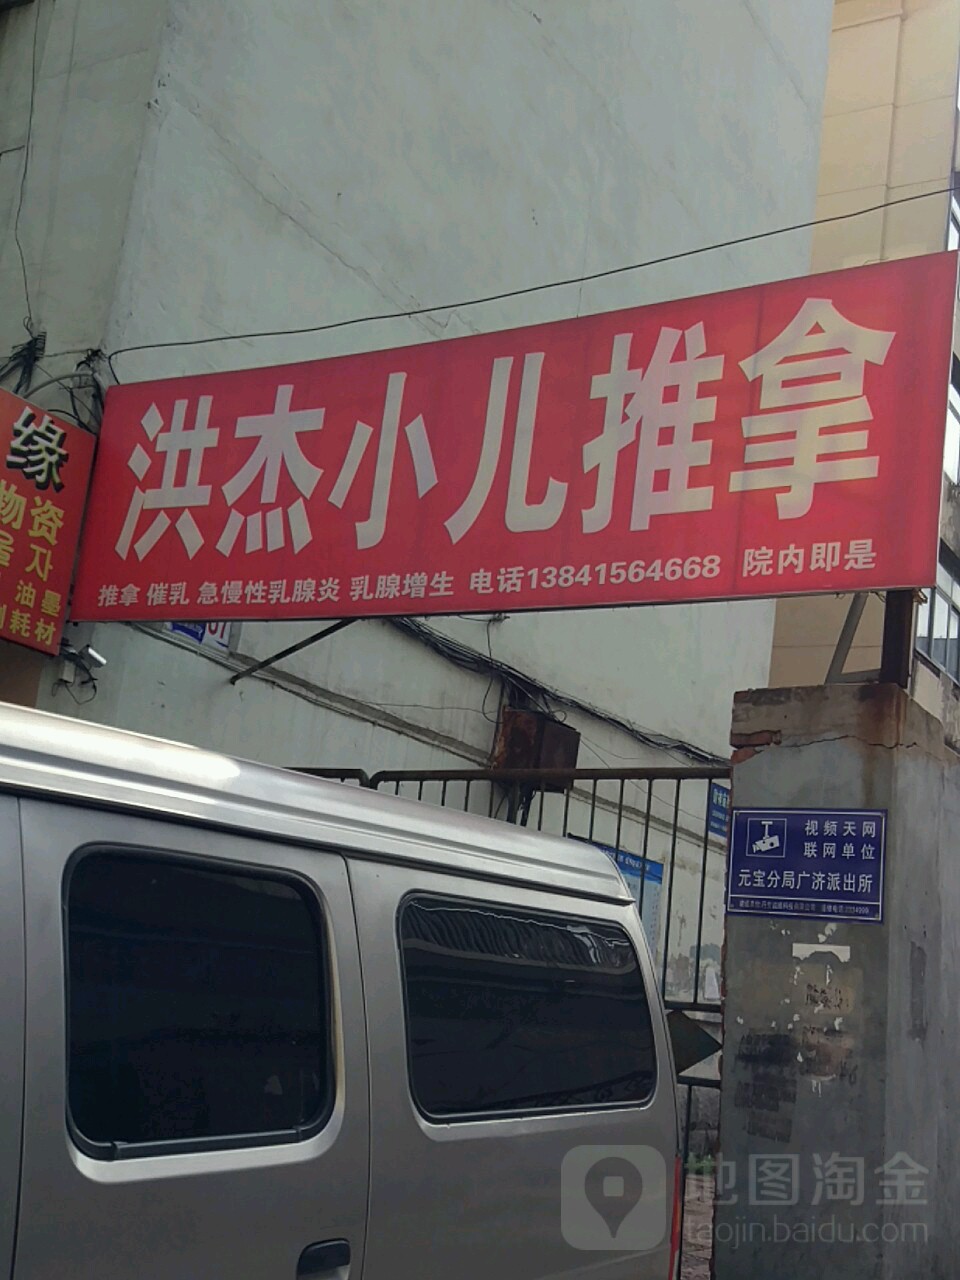 洪杰小儿推拿
推拿 催乳 急慢性乳腺炎 乳腺增生 电话13841564668 院内即是
缘
物资
자
油墨
耗材
视频天网
联网单位
元宝分局广济派出所
地图淘金
taojin.baidu.com